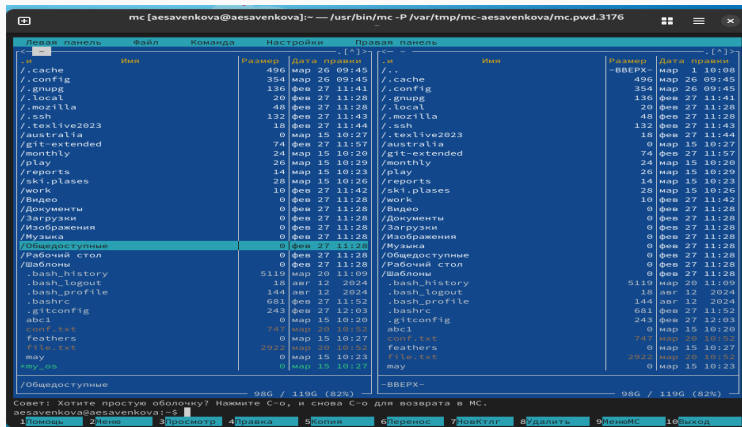 mc [aesavenkova@aesavenkova]:~ — /usr/bin/mc -P /var/tmp/mc-aesavenkova/mc.pwd.3176
Левая панель Файл Команда Настройки Правая панель
<- ~ .[^]> <- ~ .[^]>
.и Имя Размер Дата правки .и Имя Размер Дата правки
/.cache 496 мар 26 09:45 /.. -ВВЕРХ- мар 1 10:08
/.config 354 мар 26 09:45 /.cache 496 мар 26 09:45
/.gnupg 136 фев 27 11:41 /.config 354 мар 26 09:45
/.local 20 фев 27 11:28 /.gnupg 136 фев 27 11:41
/.mozilla 48 фев 27 11:28 /.local 20 фев 27 11:28
/.ssh 132 фев 27 11:43 /.mozilla 48 фев 27 11:28
/.texlive2023 18 фев 27 11:44 /.ssh 132 фев 27 11:43
/australia 0 мар 15 10:27 /.texlive2023 18 фев 27 11:44
/git-extended 74 фев 27 11:57 /australia 0 мар 15 10:27
/monthly 24 мар 15 10:20 /git-extended 74 фев 27 11:57
/play 26 мар 15 10:29 /monthly 24 мар 15 10:20
/reports 14 мар 15 10:23 /play 26 мар 15 10:29
/ski.plases 28 мар 15 10:26 /reports 14 мар 15 10:23
/work 10 фев 27 11:42 /ski.plases 28 мар 15 10:26
/Видео 0 фев 27 11:28 /work 10 фев 27 11:42
/Документы 0 фев 27 11:28 /Видео 0 фев 27 11:28
/Загрузки 0 фев 27 11:28 /Документы 0 фев 27 11:28
/Изображения 0 фев 27 11:28 /Загрузки 0 фев 27 11:28
/Музыка 0 фев 27 11:28 /Изображения 0 фев 27 11:28
/Общедоступные 0 фев 27 11:28 /Музыка 0 фев 27 11:28
/Рабочий стол 0 фев 27 11:28 /Общедоступные 0 фев 27 11:28
/Шаблоны 0 фев 27 11:28 /Рабочий стол 0 фев 27 11:28
.bash_history 5119 мар 20 11:09 /Шаблоны 0 фев 27 11:28
.bash_logout 18 авг 12 2024 .bash_history 5119 мар 20 11:09
.bash_profile 144 авг 12 2024 .bash_logout 18 авг 12 2024
.bashrc 681 фев 27 11:52 .bash_profile 144 авг 12 2024
.gitconfig 243 фев 27 12:03 .bashrc 681 фев 27 11:52
abc1 0 мар 15 10:20 .gitconfig 243 фев 27 12:03
conf.txt 747 мар 20 10:52 abc1 0 мар 15 10:20
feathers 0 мар 15 10:27 conf.txt 747 мар 20 10:52
file.txt 2922 мар 20 10:52 feathers 0 мар 15 10:27
may 0 мар 15 10:23 file.txt 2922 мар 20 10:52
*my_os 0 мар 15 10:27 may 0 мар 15 10:23
/Общедоступные -ВВЕРХ-
98G / 119G (82%) 98G / 119G (82%)
Совет: Хотите простую оболочку? Нажмите C-o, и снова C-o для возврата в MC.
aesavenkova@aesavenkova:~$
1Помощь 2Меню 3Просмотр 4Правка 5Копия 6Перенос 7НовКтлг 8Удалить 9МенюMC 10Выход